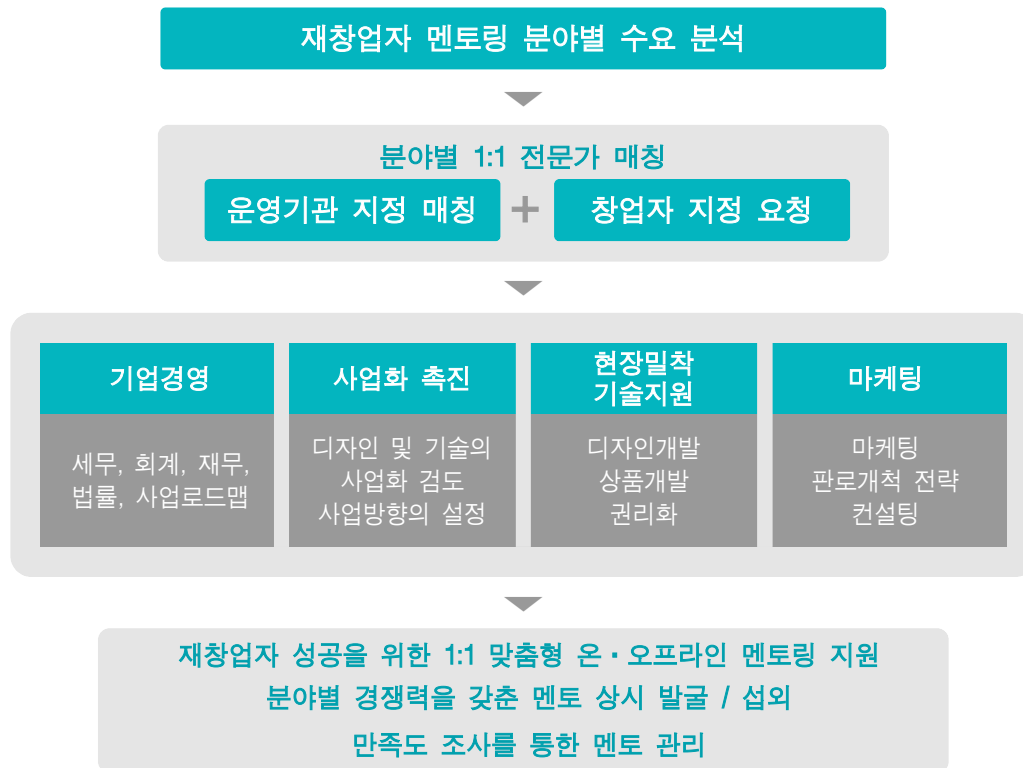 재창업자 멘토링 분야별 수요 분석
분야별 1:1 전문가 매칭
운영기관 지정 매칭 + 창업자 지정 요청
기업경영
세무, 회계, 재무,
법률, 사업로드맵
사업화 촉진
디자인 및 기술의
사업화 검도
사업방향의 설정
현장밀착
기술지원
디자인개발
상품개발
권리화
마케팅
마케팅
판로개척 전략
컨설팅
재창업자 성공을 위한 1:1 맞춤형 온·오프라인 멘토링 지원
분야별 경쟁력을 갖춘 멘토 상시 발굴 / 섭외
만족도 조사를 통한 멘토 관리